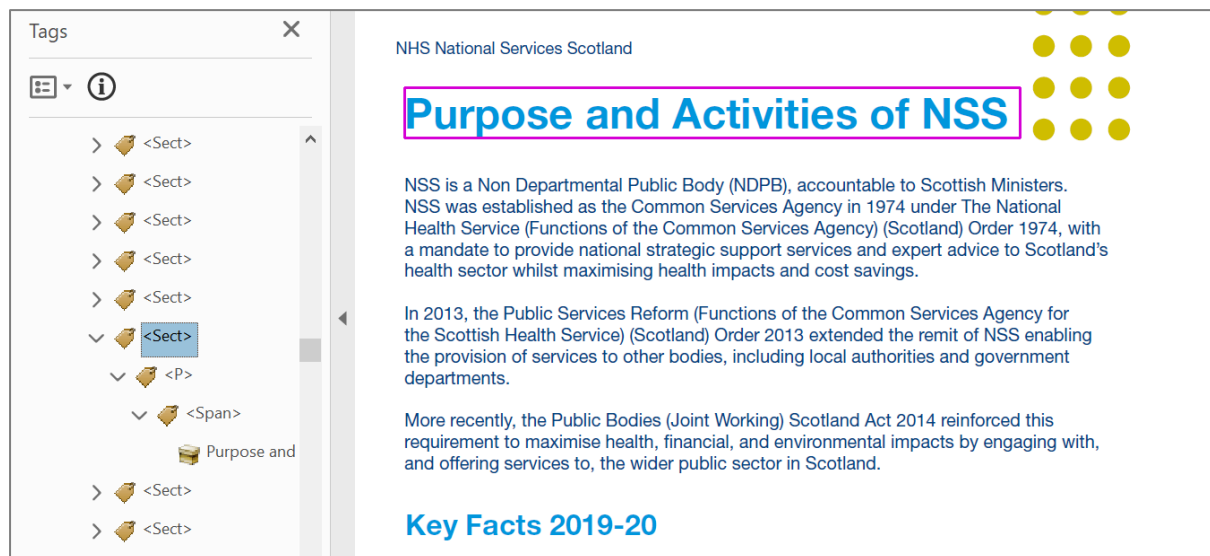 Tags
<Sect>
<Sect>
<Sect>
<Sect>
<Sect>
<Sect>
<P>
<Span>
Purpose and
<Sect>
<Sect>
NHS National Services Scotland
Purpose and Activities of NSS
NSS is a Non Departmental Public Body (NDPB), accountable to Scottish Ministers.
NSS was established as the Common Services Agency in 1974 under The National
Health Service (Functions of the Common Services Agency) (Scotland) Order 1974, with
a mandate to provide national strategic support services and expert advice to Scotland's
health sector whilst maximising health impacts and cost savings.
In 2013, the Public Services Reform (Functions of the Common Services Agency for
the Scottish Health Service) (Scotland) Order 2013 extended the remit of NSS enabling
the provision of services to other bodies, including local authorities and government
departments.
More recently, the Public Bodies (Joint Working) Scotland Act 2014 reinforced this
requirement to maximise health, financial, and environmental impacts by engaging with,
and offering services to, the wider public sector in Scotland.
Key Facts 2019-20